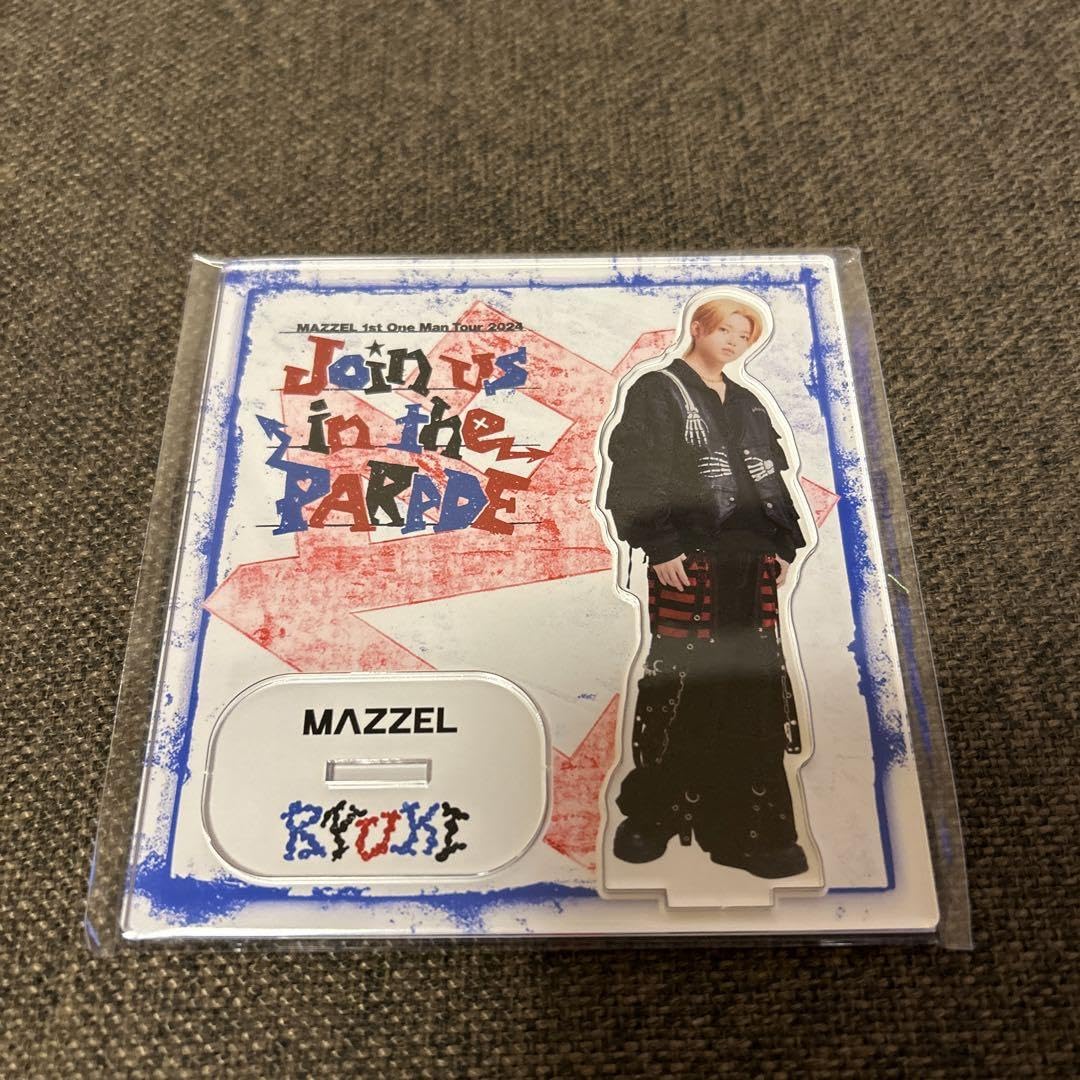 MAZZEL 1st One Man Tour 2024
Join us
in the
PARADE
MAZZEL
RYUKI